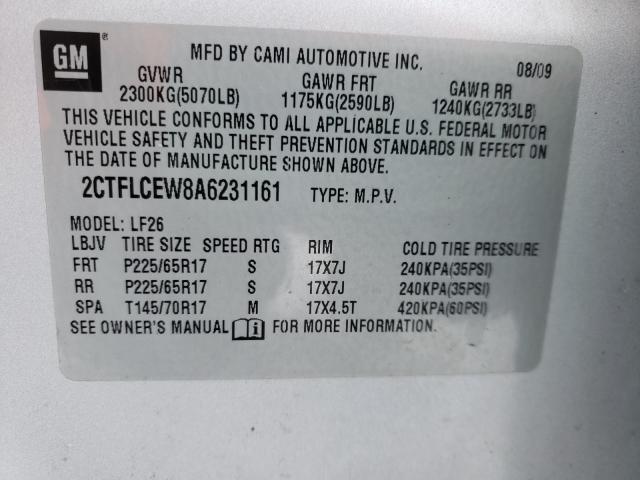 GM ®
MFD BY CAMI AUTOMOTIVE INC.
08/09
GVWR GAWR FRT GAWR RR
2300KG(5070LB) 1175KG(2590LB) 1240KG(2733LB)
THIS VEHICLE CONFORMS TO ALL APPLICABLE U.S. FEDERAL MOTOR
VEHICLE SAFETY AND THEFT PREVENTION STANDARDS IN EFFECT ON
THE DATE OF MANUFACTURE SHOWN ABOVE.
2CTFLCEW8A6231161 TYPE: M.P.V.
MODEL: LF26
LBJV TIRE SIZE SPEED RTG RIM COLD TIRE PRESSURE
FRT P225/65R17 S 17X7J 240KPA(35PSI)
RR P225/65R17 S 17X7J 240KPA(35PSI)
SPA T145/70R17 M 17X4.5T 420KPA(60PSI)
SEE OWNER'S MANUAL i FOR MORE INFORMATION.